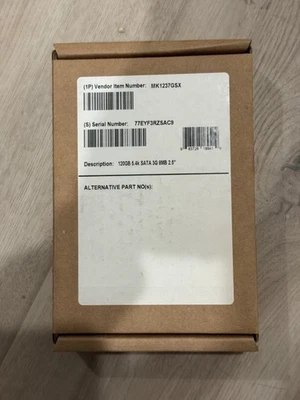 (1P) Vendor Item Number: MK1237GSX
(S) Serial Number: 77EYF3RZSAC9
Description: 120GB 5.4k SATA-3G 8MB 2.5"
ALTERNATIVE PART NO(s):